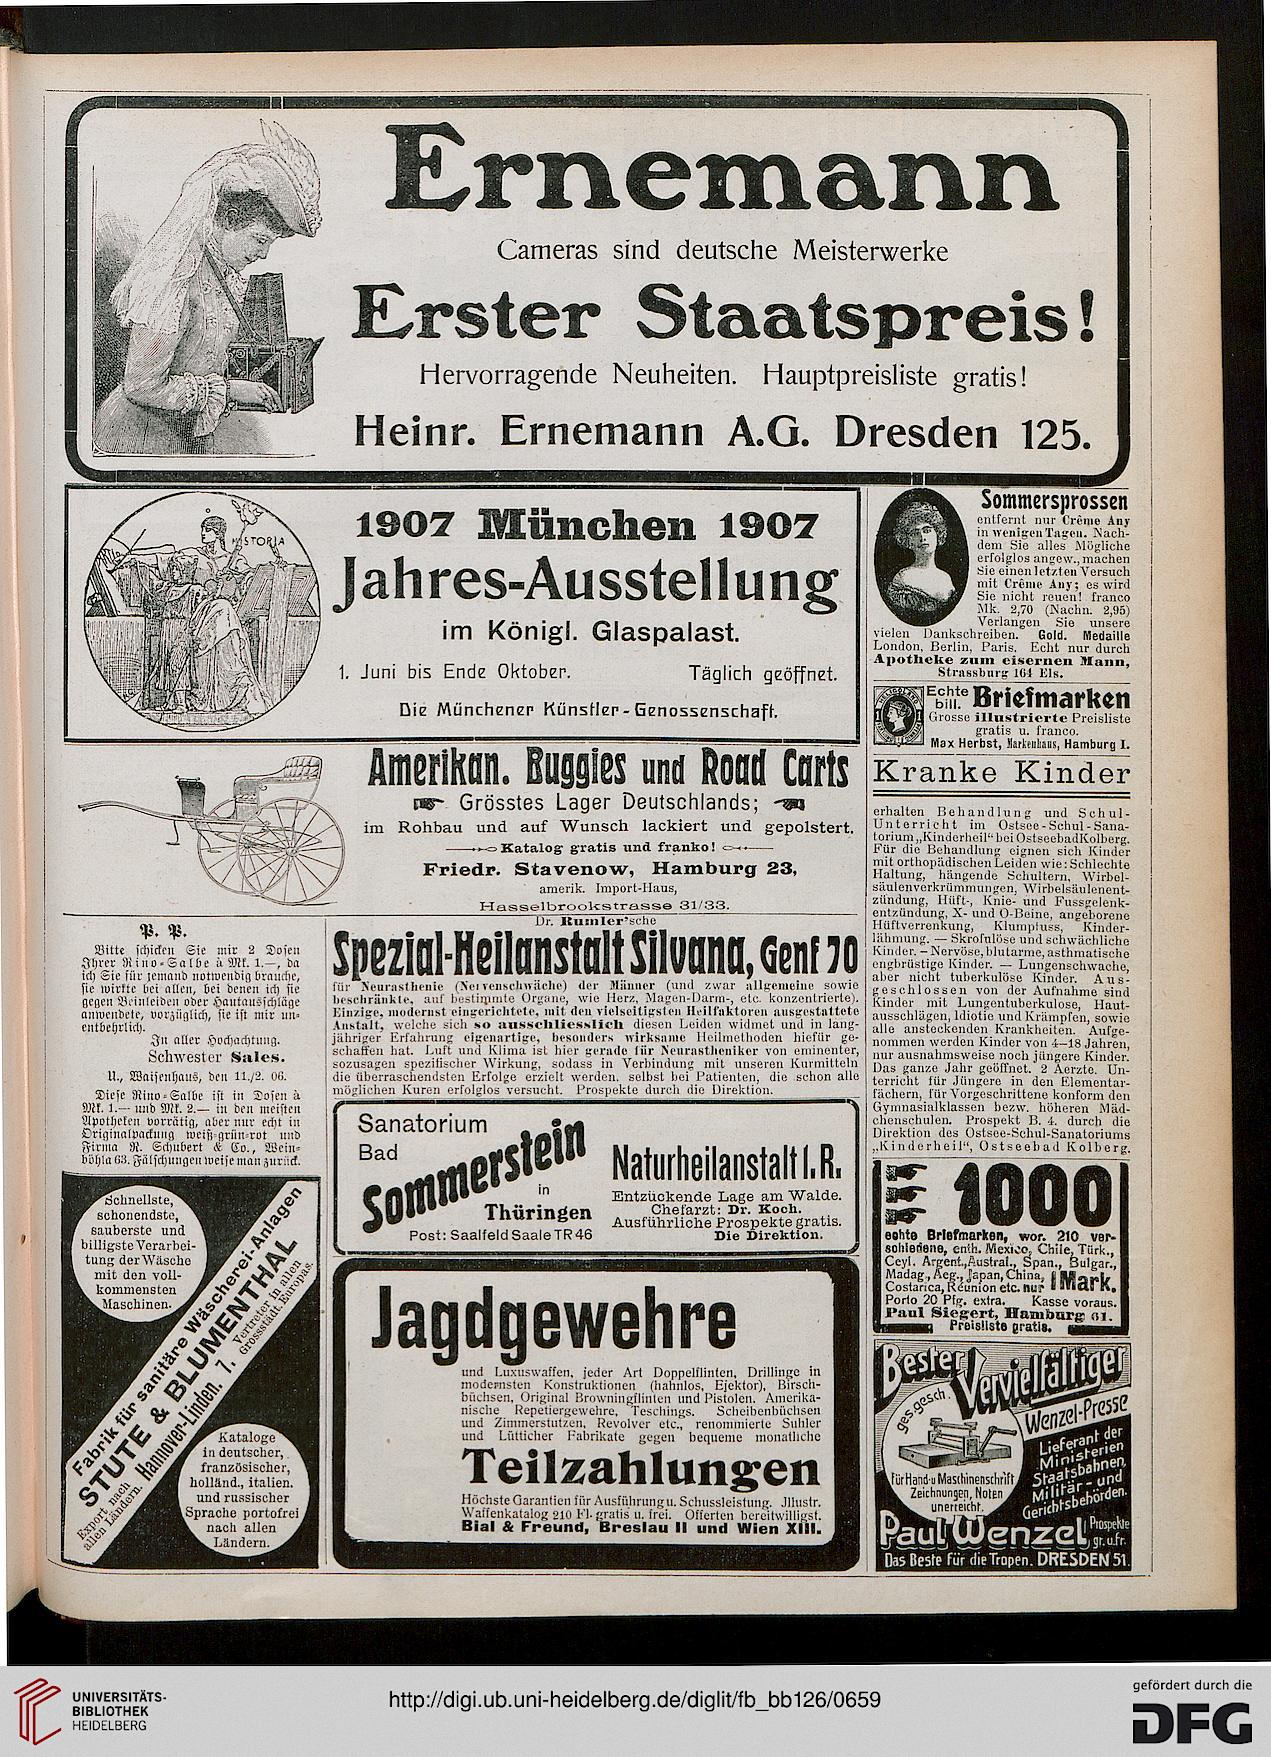 Ernemann
Cameras sind deutsche Meisterwerke
Erster Staatspreis!
Hervorragende Neuheiten. Hauptpreisliste gratis!
Heinr. Ernemann A.G. Dresden 125.
HISTORIA
1907 München 1907
Jahres-Ausstellung
im Königl. Glaspalast.
1. Juni bis Ende Oktober. Täglich geöffnet.
Die Münchener Künstler-Genossenschaft.
Amerikan. Buggies und Road Carts
Grösstes Lager Deutschlands;
im Rohbau und auf Wunsch lackiert und gepolstert.
Katalog gratis und franko!
Friedr. Stavenow, Hamburg 23,
amerik. Import-Haus,
Hasselbrookstrasse 31/33.
P. P.
Bitte schicken Sie mir 2 Dosen
Ihrer Rino-Salbe à Mk. 1.—, da
ich Sie für jemand notwendig brauche,
sie wirkte bei allen, bei denen ich sie
gegen Beinleiden oder Hautausschläge
anwendete, vorzüglich, sie ist mir un-
entbehrlich.
In aller Hochachtung.
Schwester Sales.
U., Waisenhaus, den 11./2. 06.
Diese Rino-Salbe ist in Dosen à
Mk. 1.— und Mk. 2.— in den meisten
Apotheken vorrätig, aber nur echt in
Originalpackung weiß-grün-rot und
Firma R. Schubert & Co., Wein-
böhla 63. Fälschungen weise man zurück.
Schnellste,
schonendste,
sauberste und
billigste Verarbei-
tung der Wäsche
mit den voll-
kommensten
Maschinen.
Fabrik für sanitäre Wäscherei-Anlagen
STUTE & BLUMENTHAL
Hannover-Linden. 7.
Vertreter in allen
Grossstädt. Europas.
Export nach
allen Ländern.
Kataloge
in deutscher,
französischer,
holländ., italien.
und russischer
Sprache portofrei
nach allen
Ländern.
Dr. Rumler'sche
Spezial-Heilanstalt Silvana, Genf 70
für Neurasthenie (Nervenschwäche) der Männer (und zwar allgemeine sowie
beschränkte, auf bestimmte Organe, wie Herz, Magen-Darm-, etc. konzentrierte).
Einzige, modernst eingerichtete, mit den vielseitigsten Heilfaktoren ausgestattete
Anstalt, welche sich so ausschliesslich diesen Leiden widmet und in lang-
jähriger Erfahrung eigenartige, besonders wirksame Heilmethoden hiefür ge-
schaffen hat. Luft und Klima ist hier gerade für Neurastheniker von eminenter,
sozusagen spezifischer Wirkung, sodass in Verbindung mit unseren Kurmitteln
die überraschendsten Erfolge erzielt werden. selbst bei Patienten, die schon alle
möglichen Kuren erfolglos versucht. Prospekte durch die Direktion.
Sanatorium
Bad
Sommerstein
in
Thüringen
Post: Saalfeld Saale TR 46
Naturheilanstalt I. R.
Entzückende Lage am Walde.
Chefarzt: Dr. Koch.
Ausführliche Prospekte gratis.
Die Direktion.
Jagdgewehre
und Luxuswaffen, jeder Art Doppelflinten, Drillinge in
modernsten Konstruktionen (hahnlos, Ejektor), Birsch-
büchsen, Original Browningflinten und Pistolen. Amerika-
nische Repetiergewehre, Teschings. Scheibenbüchsen
und Zimmerstutzen, Revolver etc., renommierte Suhler
und Lütticher Fabrikate gegen bequeme monatliche
Teilzahlungen
Höchste Garantien für Ausführung u. Schussleistung. Jllustr.
Waffenkatalog 210 Fl. gratis u. frei. Offerten bereitwilligst.
Bial & Freund, Breslau II und Wien XIII.
Sommersprossen
entfernt nur Crême Any
in wenigen Tagen. Nach-
dem Sie alles Mögliche
erfolglos angew., machen
Sie einen letzten Versuch
mit Crême Any; es wird
Sie nicht reuen! franco
Mk. 2,70 (Nachn. 2,95)
Verlangen Sie unsere
vielen Dankschreiben. Gold. Medaille
London, Berlin, Paris. Echt nur durch
Apotheke zum eisernen Mann,
Strassburg 164 Els.
Echte
bill. Briefmarken
Grosse illustrierte Preisliste
gratis u. franco.
Max Herbst, Markenhaus, Hamburg I.
Kranke Kinder
erhalten Behandlung und Schul-
Unterricht im Ostsee-Schul-Sana-
torium „Kinderheil“ bei Ostseebad Kolberg.
Für die Behandlung eignen sich Kinder
mit orthopädischen Leiden wie: Schlechte
Haltung, hängende Schultern, Wirbel-
säulenverkrümmungen, Wirbelsäulenent-
zündung, Hüft-, Knie- und Fussgelenk-
entzündung, X- und O-Beine, angeborene
Hüftverrenkung, Klumpfuss, Kinder-
lähmung. — Skrofulöse und schwächliche
Kinder. — Nervöse, blutarme, asthmatische
engbrüstige Kinder. — Lungenschwache,
aber nicht tuberkulöse Kinder. Aus-
geschlossen von der Aufnahme sind
Kinder mit Lungentuberkulose, Haut-
ausschlägen, Idiotie und Krämpfen, sowie
alle ansteckenden Krankheiten. Aufge-
nommen werden Kinder von 4—18 Jahren,
nur ausnahmsweise noch jüngere Kinder.
Das ganze Jahr geöffnet. 2 Aerzte. Un-
terricht für Jüngere in den Elementar-
fächern, für Vorgeschrittene konform den
Gymnasialklassen bezw. höheren Mäd-
chenschulen. Prospekt B. 4. durch die
Direktion des Ostsee-Schul-Sanatoriums
„Kinderheil“, Ostseebad Kolberg.
1000
echte Briefmarken, wor. 210 ver-
schiedene, enth. Mexico, Chile, Türk.,
Ceyl. Argent., Austral., Span., Bulgar.,
Madag., Aeg., Japan, China,
Costarica, Réunion etc. nur 1 Mark.
Porto 20 Pfg. extra. Kasse voraus.
Paul Siegert, Hamburg 61.
Preisliste gratis.
Bester Vervielfältiger
ges. gesch.
Wenzel-Presse
Lieferant der
Ministerien
Staatsbahnen,
Militär- und
Gerichtsbehörden.
für Hand- u Maschinenschrift
Zeichnungen, Noten
unerreicht.
Paul Wenzel Prospekte
gr. u. fr.
Das Beste für die Tropen. DRESDEN 51.
UNIVERSITÄTS-
BIBLIOTHEK
HEIDELBERG
http://digi.ub.uni-heidelberg.de/diglit/fb_bb126/0659
gefördert durch die
DFG